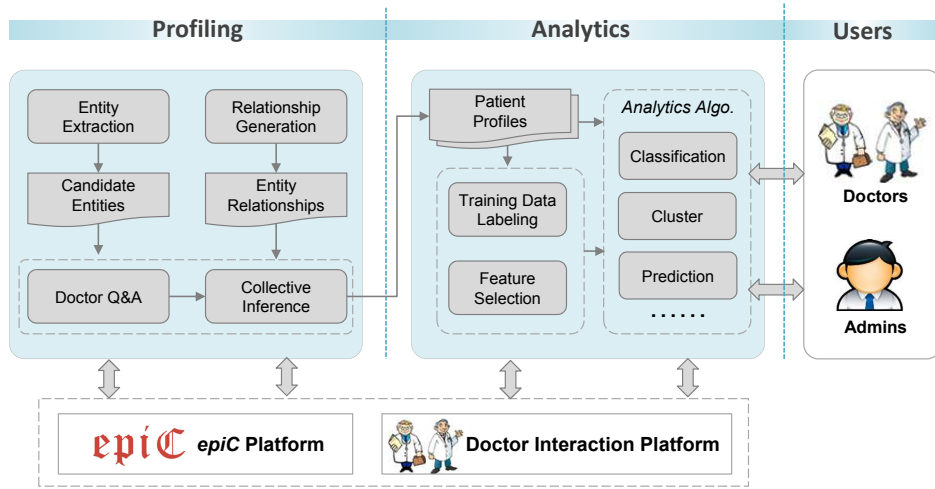 Profiling
Analytics
Users
Entity
Extraction
Relationship
Generation
Candidate
Entities
Entity
Relationships
Doctor Q&A
Collective
Inference
Patient
Profiles
Training Data
Labeling
Feature
Selection
Analytics Algo.
Classification
Cluster
Prediction
......
Doctors
Admins
epiC epiC Platform
Doctor Interaction Platform